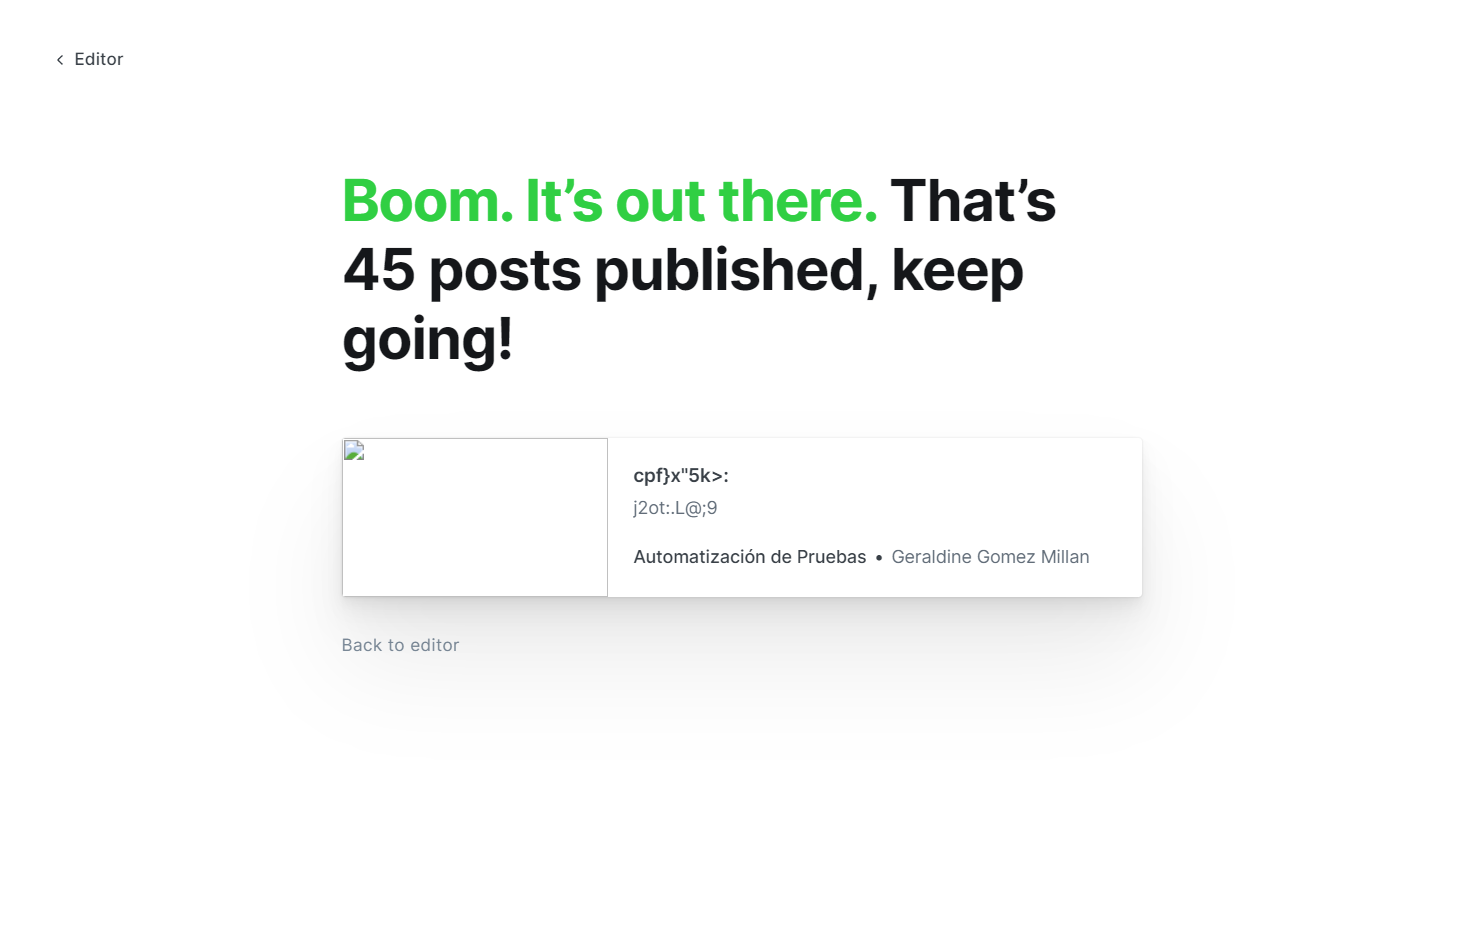 Editor
Boom. It’s out there. That’s
45 posts published, keep
going!
cpf}x"5k>:
j2ot:.L@;9
Automatización de Pruebas • Geraldine Gomez Millan
Back to editor